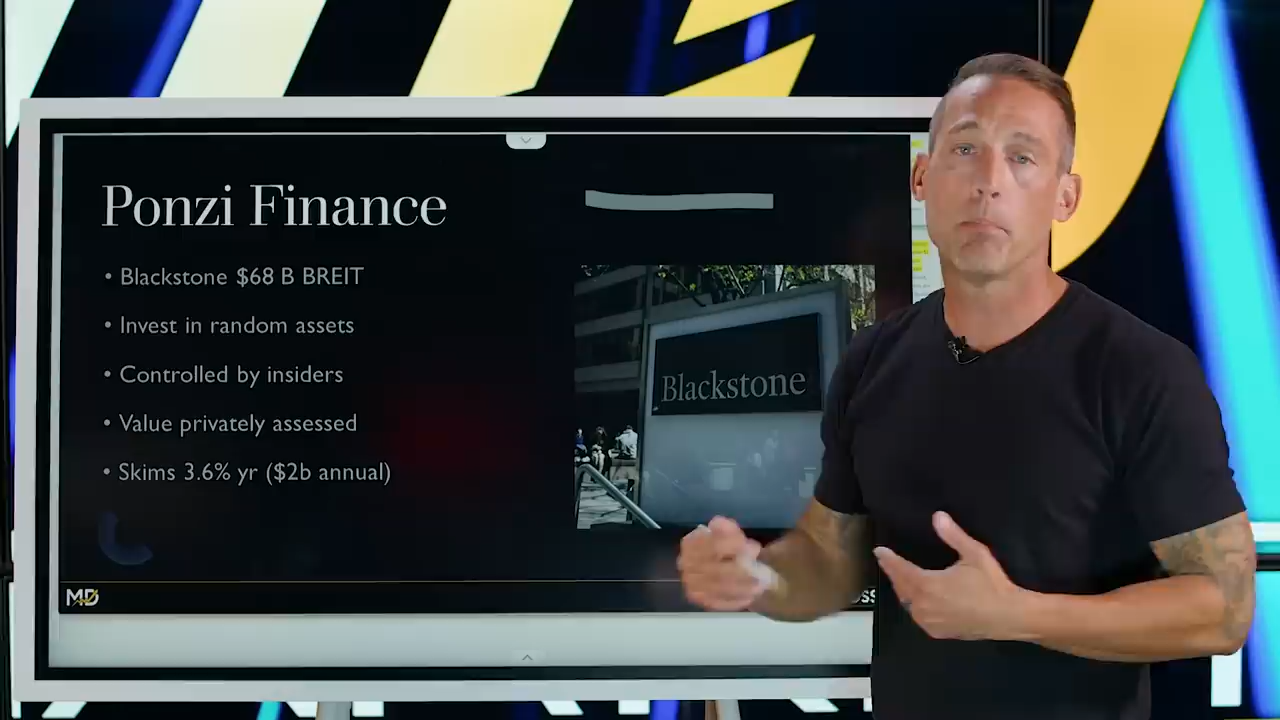 Ponzi Finance
• Blackstone $68 B BREIT
• Invest in random assets
• Controlled by insiders
• Value privately assessed
• Skims 3.6% yr ($2b annual)
Blackstone
MD